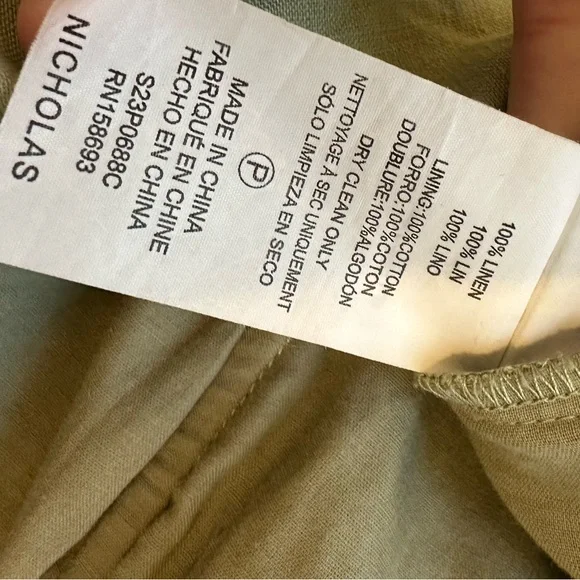 100% LINEN
100% LIN
100% LINO
LINING:100%COTTON
FORRO:100%COTON
DOUBLURE:100%ALGODÓN
DRY CLEAN ONLY
NETTOYAGE A SEC UNIQUEMENT
SÓLO LIMPIEZA EN SECO
P
MADE IN CHINA
FABRIQUÉ EN CHINE
HECHO EN CHINA
S23P0688C
RN158693
NICHOLAS